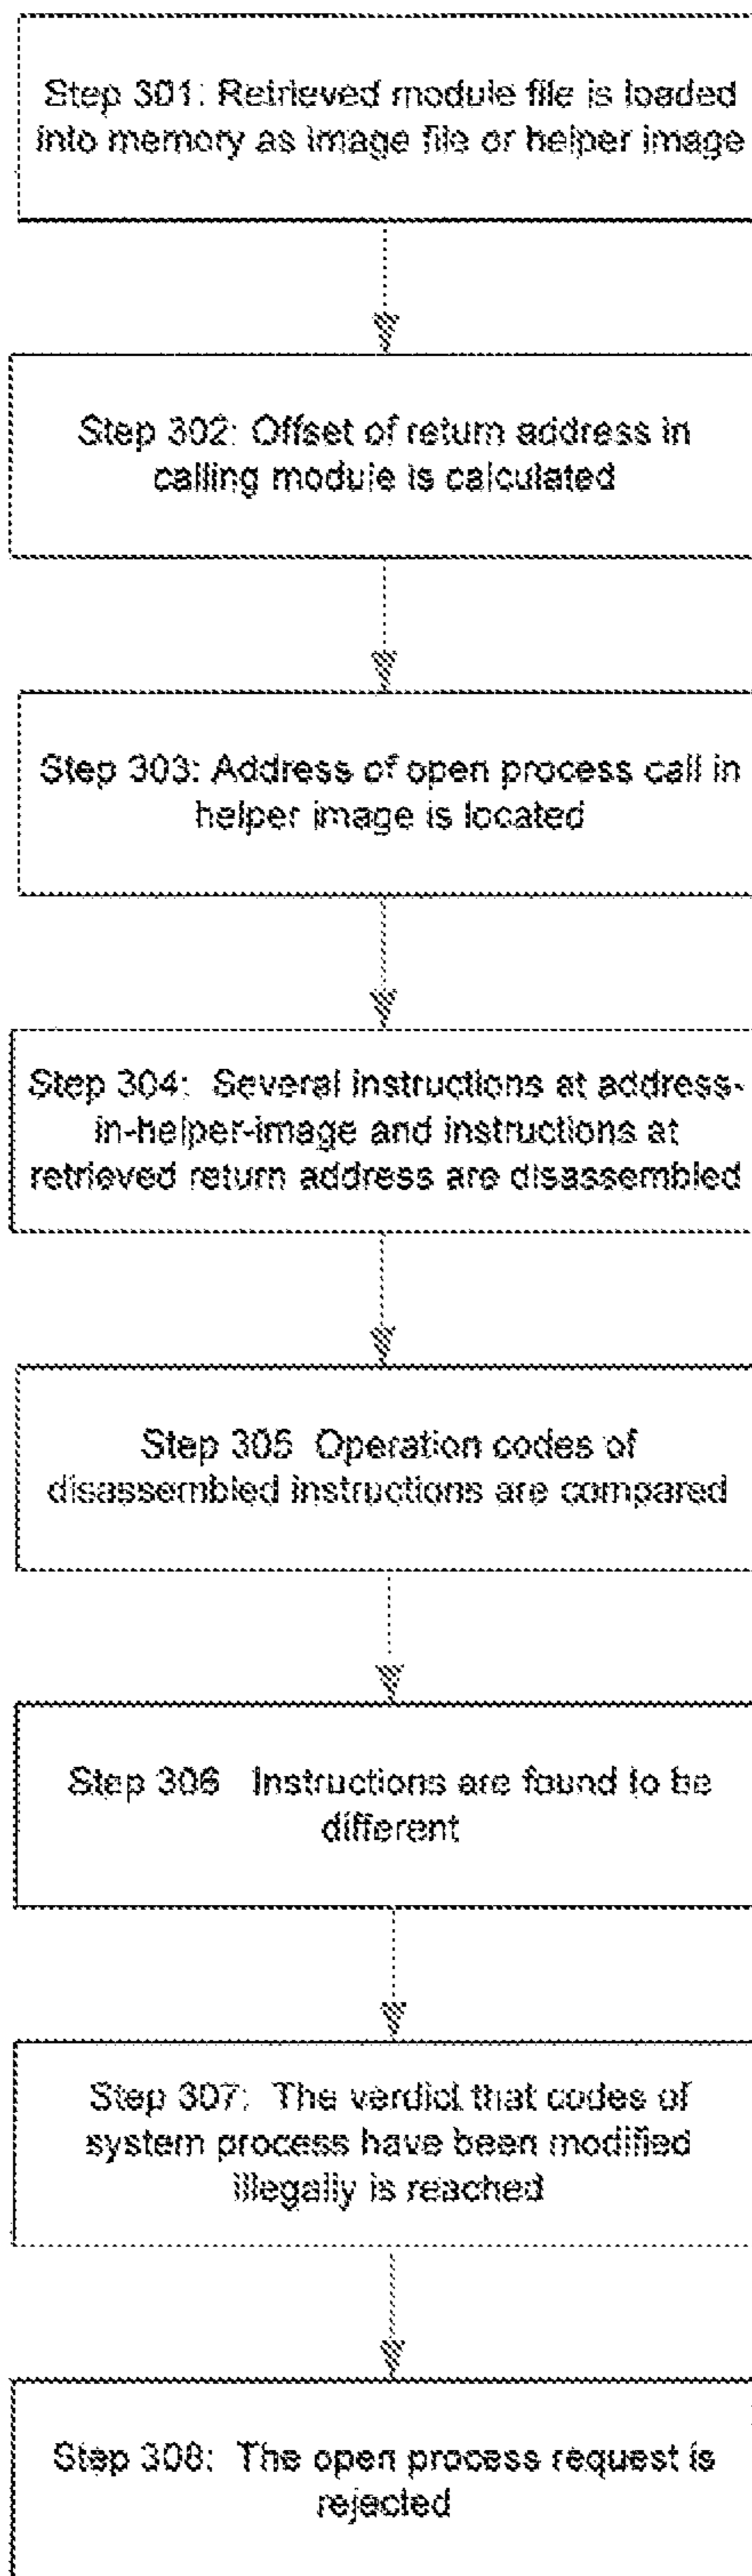 Step 301: Retrieved module file is loaded
into memory as image file or helper image
Step 302: Offset of return address in
calling module is calculated
Step 303: Address of open process call in
helper image is located
Step 304: Several instructions at address-
in-helper-image and instructions at
retrieved return address are disassembled
Step 305 Operation codes of
disassembled instructions are compared
Step 306 Instructions are found to be
different
Step 307: The verdict that codes of
system process have been modified
illegally is reached
Step 308: The open process request is
rejected